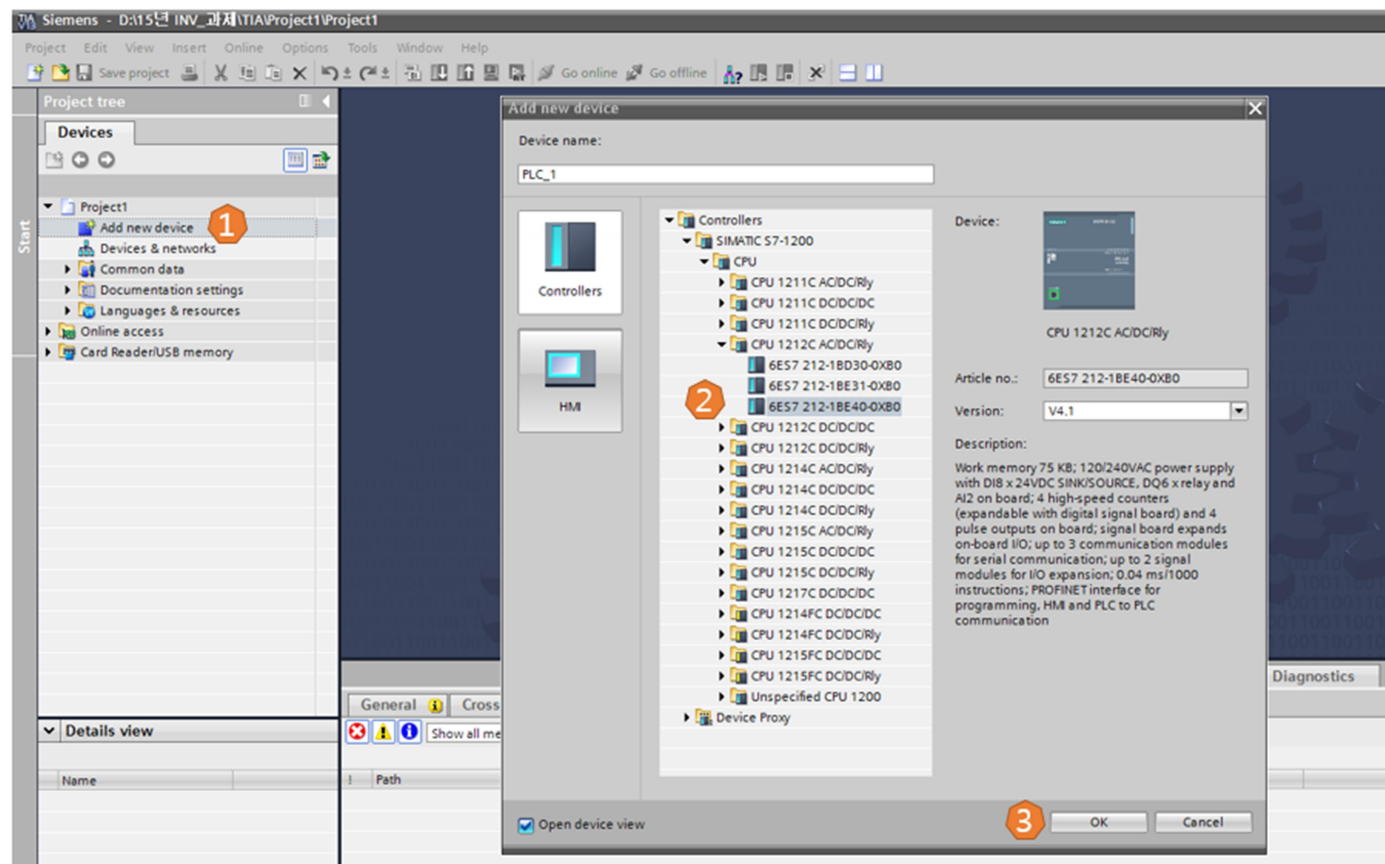 Siemens - D:\15년 INV_과제\TIA\Project1\Project1
Project Edit View Insert Online Options Tools Window Help
Save project Go online Go offline
Project tree
Devices
Start
Project1
Add new device
1
Devices & networks
Common data
Documentation settings
Languages & resources
Online access
Card Reader/USB memory
Details view
Name
General Cross
Show all me
! Path
Diagnostics
Add new device
Device name:
PLC_1
Controllers
HMI
Controllers
SIMATIC S7-1200
CPU
CPU 1211C AC/DC/Rly
CPU 1211C DC/DC/DC
CPU 1211C DC/DC/Rly
CPU 1212C AC/DC/Rly
6ES7 212-1BD30-0XB0
6ES7 212-1BE31-0XB0
2
6ES7 212-1BE40-0XB0
CPU 1212C DC/DC/DC
CPU 1212C DC/DC/Rly
CPU 1214C AC/DC/Rly
CPU 1214C DC/DC/DC
CPU 1214C DC/DC/Rly
CPU 1215C AC/DC/Rly
CPU 1215C DC/DC/DC
CPU 1215C DC/DC/Rly
CPU 1217C DC/DC/DC
CPU 1214FC DC/DC/DC
CPU 1214FC DC/DC/Rly
CPU 1215FC DC/DC/DC
CPU 1215FC DC/DC/Rly
Unspecified CPU 1200
Device Proxy
Device:
CPU 1212C AC/DC/Rly
Article no.: 6ES7 212-1BE40-0XB0
Version: V4.1
Description:
Work memory 75 KB; 120/240VAC power supply
with DI8 x 24VDC SINK/SOURCE, DQ6 x relay and
AI2 on board; 4 high-speed counters
(expandable with digital signal board) and 4
pulse outputs on board; signal board expands
on-board I/O; up to 3 communication modules
for serial communication; up to 2 signal
modules for I/O expansion; 0.04 ms/1000
instructions; PROFINET interface for
programming, HMI and PLC to PLC
communication
Open device view
3
OK Cancel